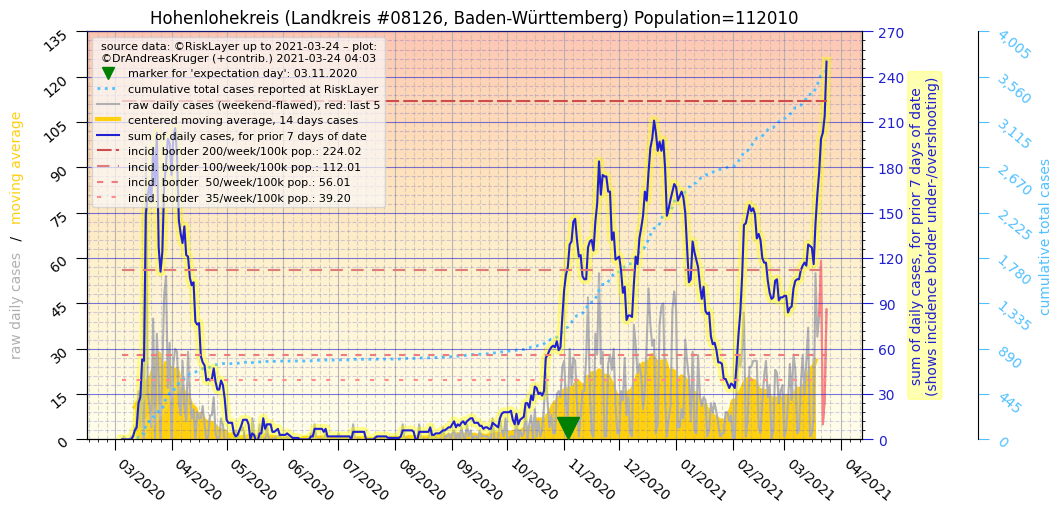 Hohenlohekreis (Landkreis #08126, Baden-Württemberg) Population=112010
source data: ©RiskLayer up to 2021-03-24 – plot:
©DrAndreasKruger (+contrib.) 2021-03-24 04:03
marker for 'expectation day': 03.11.2020
cumulative total cases reported at RiskLayer
raw daily cases (weekend-flawed), red: last 5
centered moving average, 14 days cases
sum of daily cases, for prior 7 days of date
incid. border 200/week/100k pop.: 224.02
incid. border 100/week/100k pop.: 112.01
incid. border  50/week/100k pop.: 56.01
incid. border  35/week/100k pop.: 39.20
raw daily cases / moving average
135
120
105
90
75
60
45
30
15
0
03/2020
04/2020
05/2020
06/2020
07/2020
08/2020
09/2020
10/2020
11/2020
12/2020
01/2021
02/2021
03/2021
04/2021
270
240
210
180
150
120
90
60
30
0
sum of daily cases, for prior 7 days of date
(shows incidence border under-/overshooting)
4,005
3,560
3,115
2,670
2,225
1,780
1,335
890
445
0
cumulative total cases